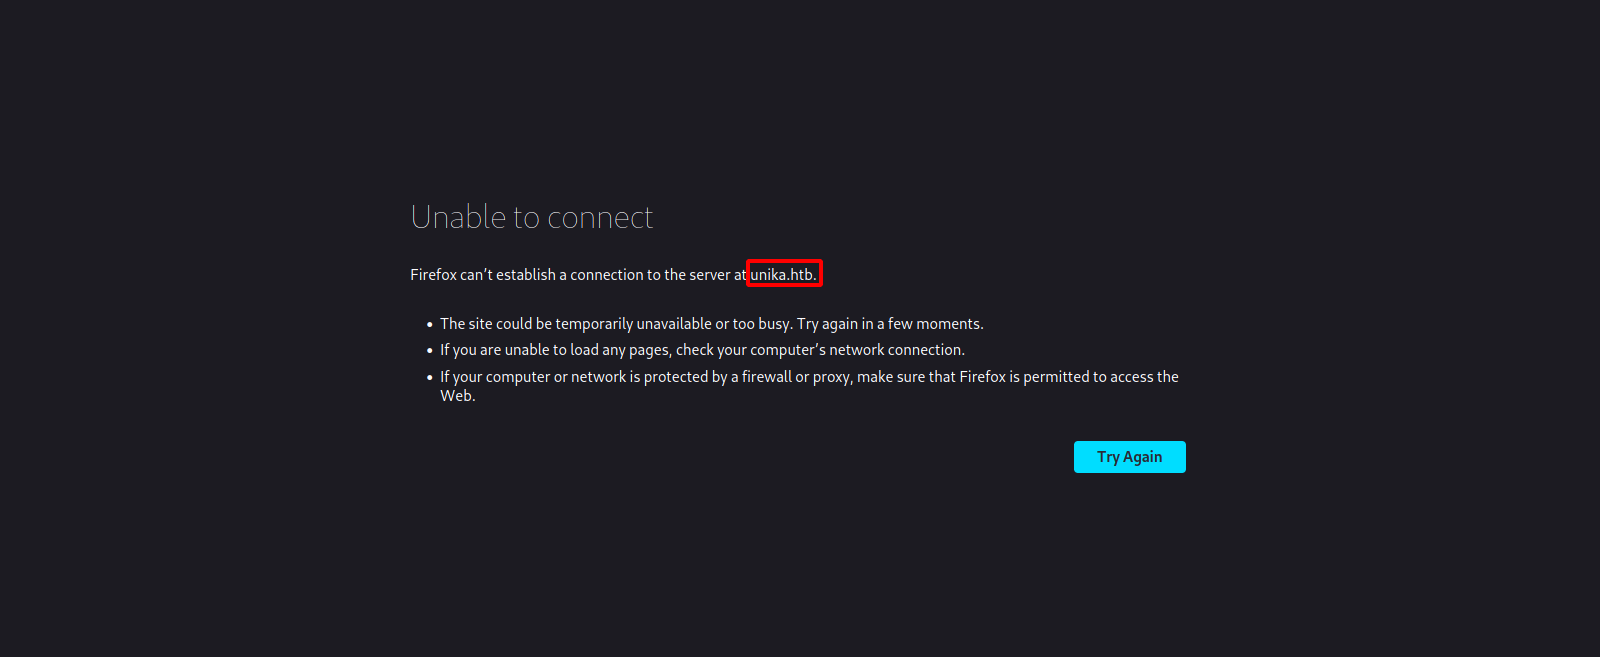 Unable to connect
Firefox can’t establish a connection to the server at unika.htb.
• The site could be temporarily unavailable or too busy. Try again in a few moments.
• If you are unable to load any pages, check your computer’s network connection.
• If your computer or network is protected by a firewall or proxy, make sure that Firefox is permitted to access the
Web.
Try Again